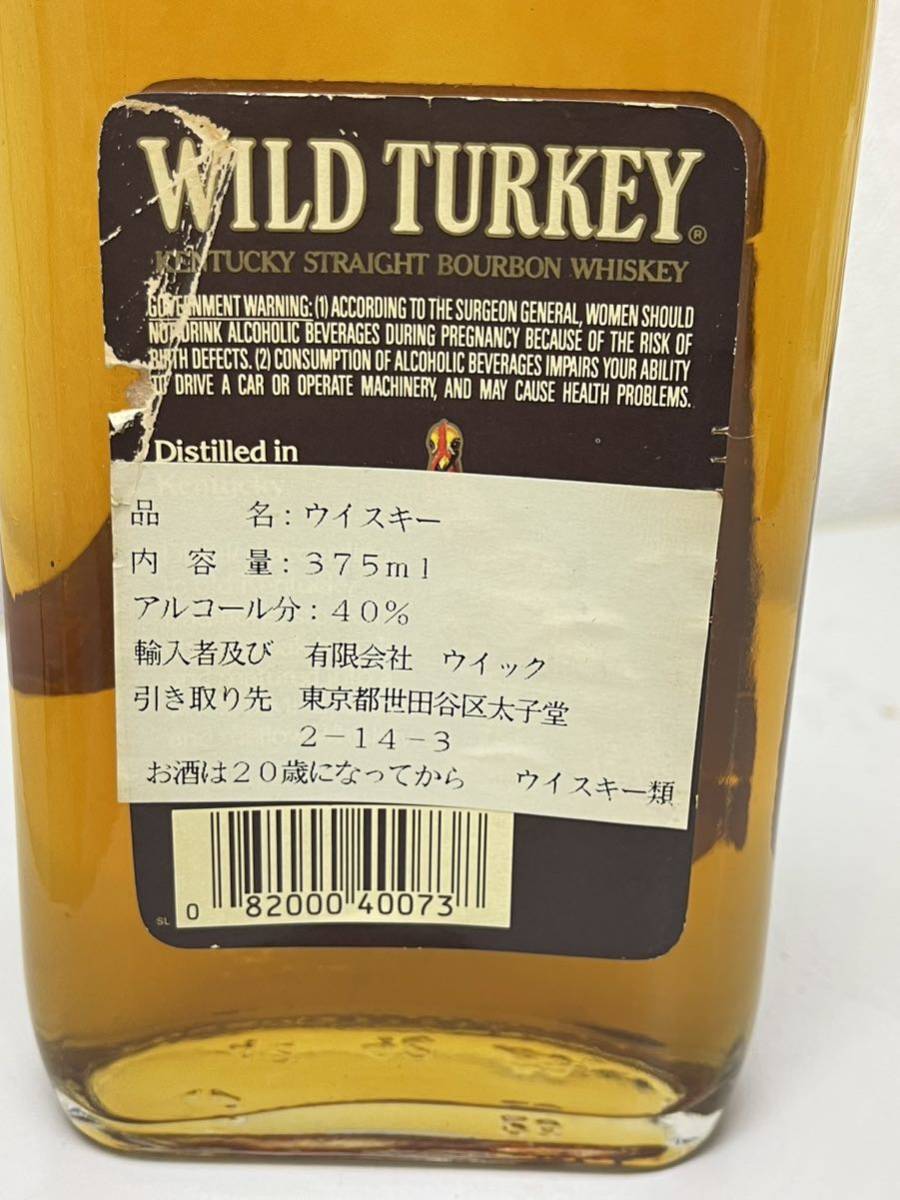 WILD TURKEY®
KENTUCKY STRAIGHT BOURBON WHISKEY
GOVERNMENT WARNING: (1) ACCORDING TO THE SURGEON GENERAL, WOMEN SHOULD
NOT DRINK ALCOHOLIC BEVERAGES DURING PREGNANCY BECAUSE OF THE RISK OF
BIRTH DEFECTS. (2) CONSUMPTION OF ALCOHOLIC BEVERAGES IMPAIRS YOUR ABILITY
TO DRIVE A CAR OR OPERATE MACHINERY, AND MAY CAUSE HEALTH PROBLEMS.
Distilled in
品　　名：ウイスキー
内 容 量：375ml
アルコール分：40％
輸入者及び　有限会社　ウイック
引き取り先　東京都世田谷区太子堂
2－14－3
お酒は20歳になってから　ウイスキー類
SL 0 82000 40073